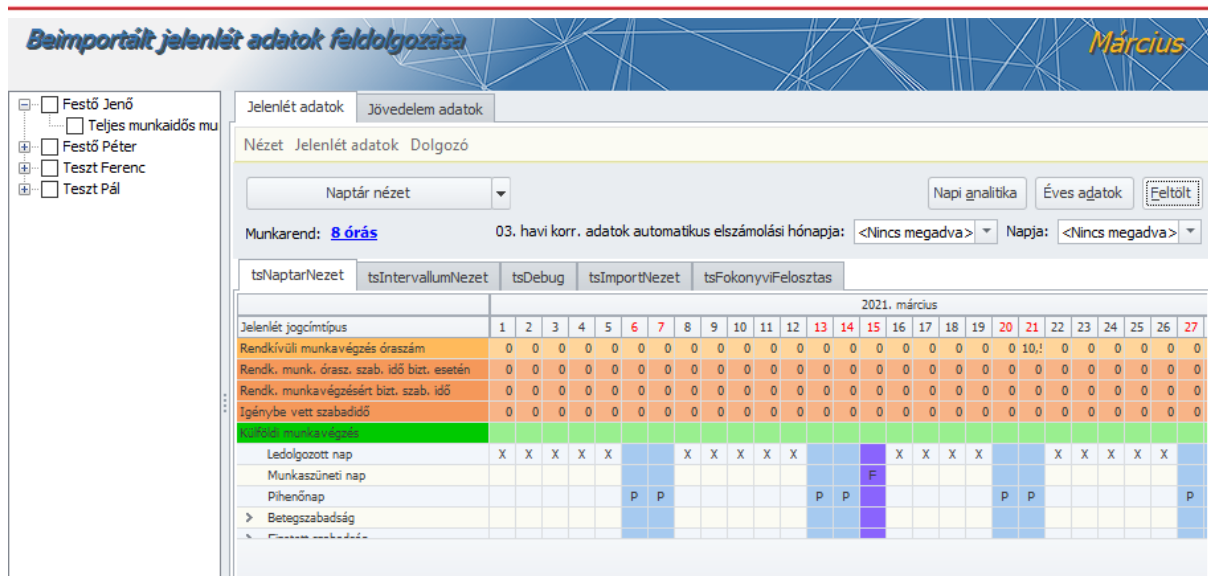 Beimportált jelenlét adatok feldolgozása
Március
Festő Jenő
Teljes munkaidős mu
Festő Péter
Teszt Ferenc
Teszt Pál
Jelenlét adatok Jövedelem adatok
Nézet Jelenlét adatok Dolgozó
Naptár nézet Napi analitika Éves adatok Feltölt
Munkarend: 8 órás 03. havi korr. adatok automatikus elszámolási hónapja: <Nincs megadva> Napja: <Nincs megadva>
tsNaptarNezet tsIntervallumNezet tsDebug tsImportNezet tsFokonyviFelosztas
2021. március
Jelenlét jogcímtípus 1 2 3 4 5 6 7 8 9 10 11 12 13 14 15 16 17 18 19 20 21 22 23 24 25 26 27
Rendkívüli munkavégzés óraszám 0 0 0 0 0 0 0 0 0 0 0 0 0 0 0 0 0 0 0 0 10,5 0 0 0 0 0 0
Rendk. munk. órasz. szab. idő bizt. esetén 0 0 0 0 0 0 0 0 0 0 0 0 0 0 0 0 0 0 0 0 0 0 0 0 0 0 0
Rendk. munkavégzésért bizt. szab. idő 0 0 0 0 0 0 0 0 0 0 0 0 0 0 0 0 0 0 0 0 0 0 0 0 0 0 0
Igénybe vett szabadidő 0 0 0 0 0 0 0 0 0 0 0 0 0 0 0 0 0 0 0 0 0 0 0 0 0 0 0
Külföldi munkavégzés
Ledolgozott nap X X X X X X X X X X X X X X X X X X X
Munkaszüneti nap F
Pihenőnap P P P P P P P
Betegszabadság